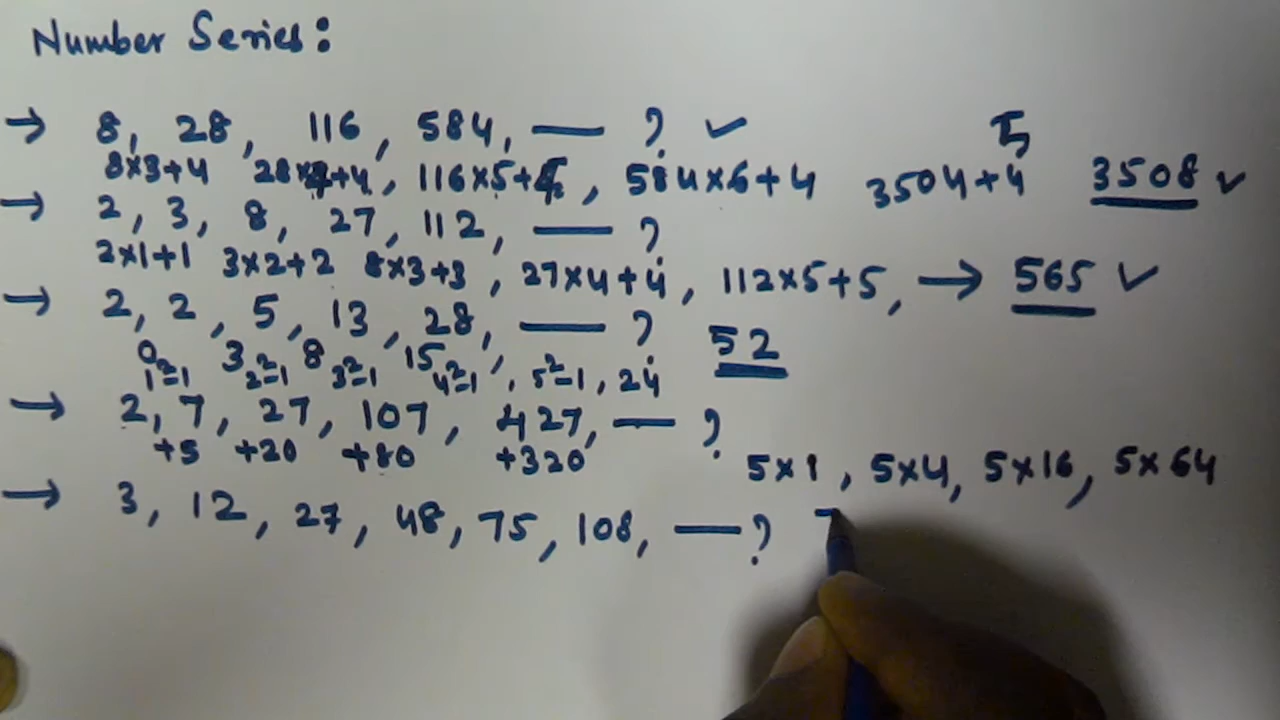 Number Series:
→ 8, 28, 116, 584, — ? ✓ 5
8×3+4 28×4+4, 116×5+4, 584×6+4 3504+4 3508 ✓
→ 2, 3, 8, 27, 112, — ?
2×1+1 3×2+2 8×3+3, 27×4+4, 112×5+5, → 565 ✓
→ 2, 2, 5, 13, 28, — ? 52
0 3 8 15
1²-1 2²-1 3²-1 4²-1, 5²-1, 24
→ 2, 7, 27, 107, 427, — ?
+5 +20 +80 +320 5×1, 5×4, 5×16, 5×64
→ 3, 12, 27, 48, 75, 108, — ?